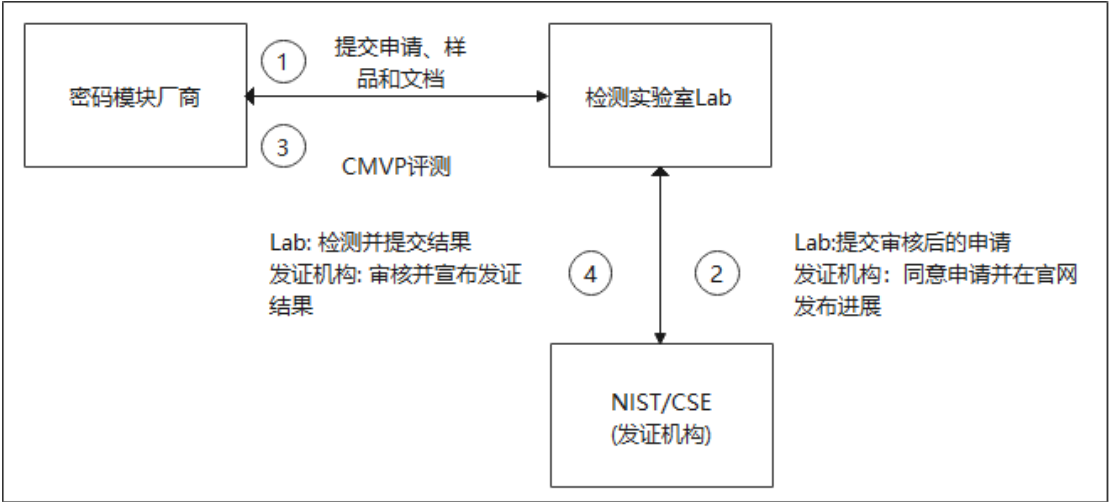 密码模块厂商
1
提交申请、样
品和文档
检测实验室Lab
3
CMVP评测
Lab: 检测并提交结果
发证机构: 审核并宣布发证
结果
4
2
Lab:提交审核后的申请
发证机构：同意申请并在官网
发布进展
NIST/CSE
(发证机构)